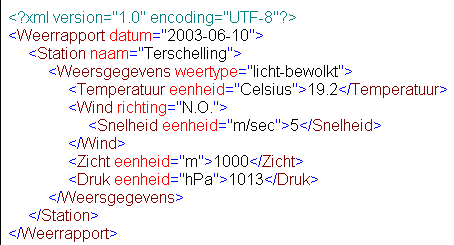 <?xml version="1.0" encoding="UTF-8"?>
<Weerrapport datum="2003-06-10">
<Station naam="Terschelling">
<Weersgegevens weertype="licht-bewolkt">
<Temperatuur eenheid="Celsius">19.2</Temperatuur>
<Wind richting="N.O.">
<Snelheid eenheid="m/sec">5</Snelheid>
</Wind>
<Zicht eenheid="m">1000</Zicht>
<Druk eenheid="hPa">1013</Druk>
</Weersgegevens>
</Station>
</Weerrapport>